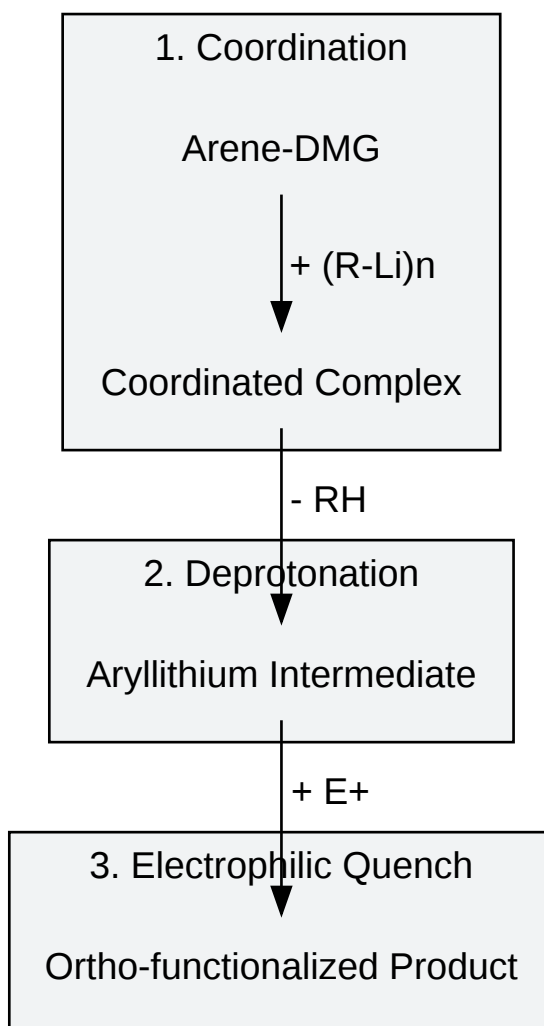 1. Coordination
Arene-DMG
+ (R-Li)n
Coordinated Complex
- RH
2. Deprotonation
Aryllithium Intermediate
+ E+
3. Electrophilic Quench
Ortho-functionalized Product